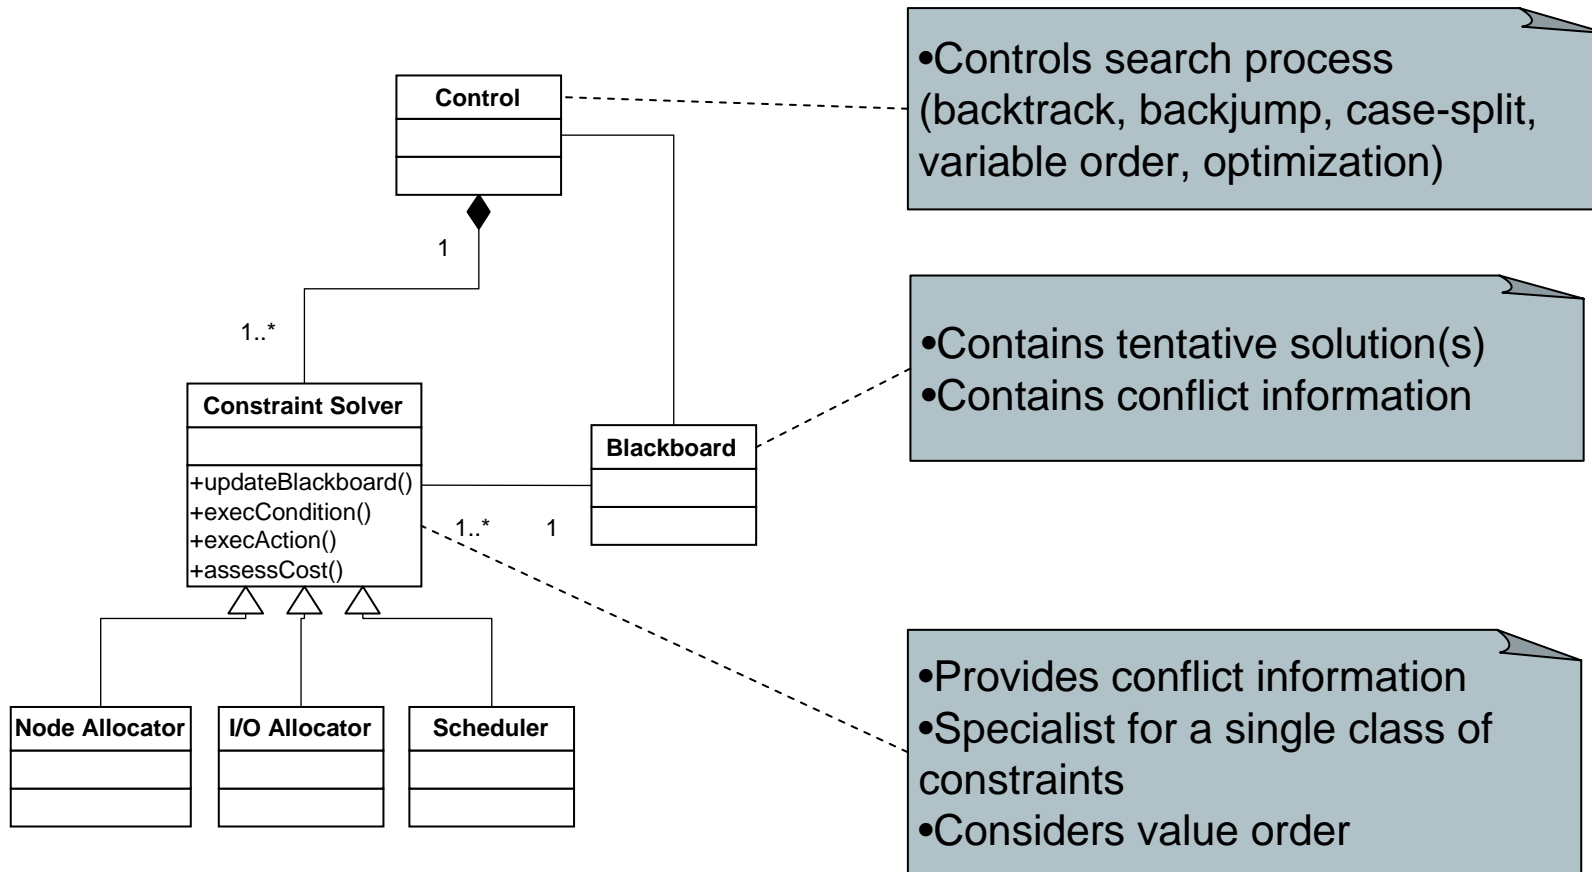 Control
•Controls search process
(backtrack, backjump, case-split,
variable order, optimization)
1
1..*
•Contains tentative solution(s)
•Contains conflict information
Constraint Solver
+updateBlackboard()
+execCondition()
+execAction()
+assessCost()
Blackboard
1..*
1
•Provides conflict information
•Specialist for a single class of
constraints
•Considers value order
Node Allocator
I/O Allocator
Scheduler